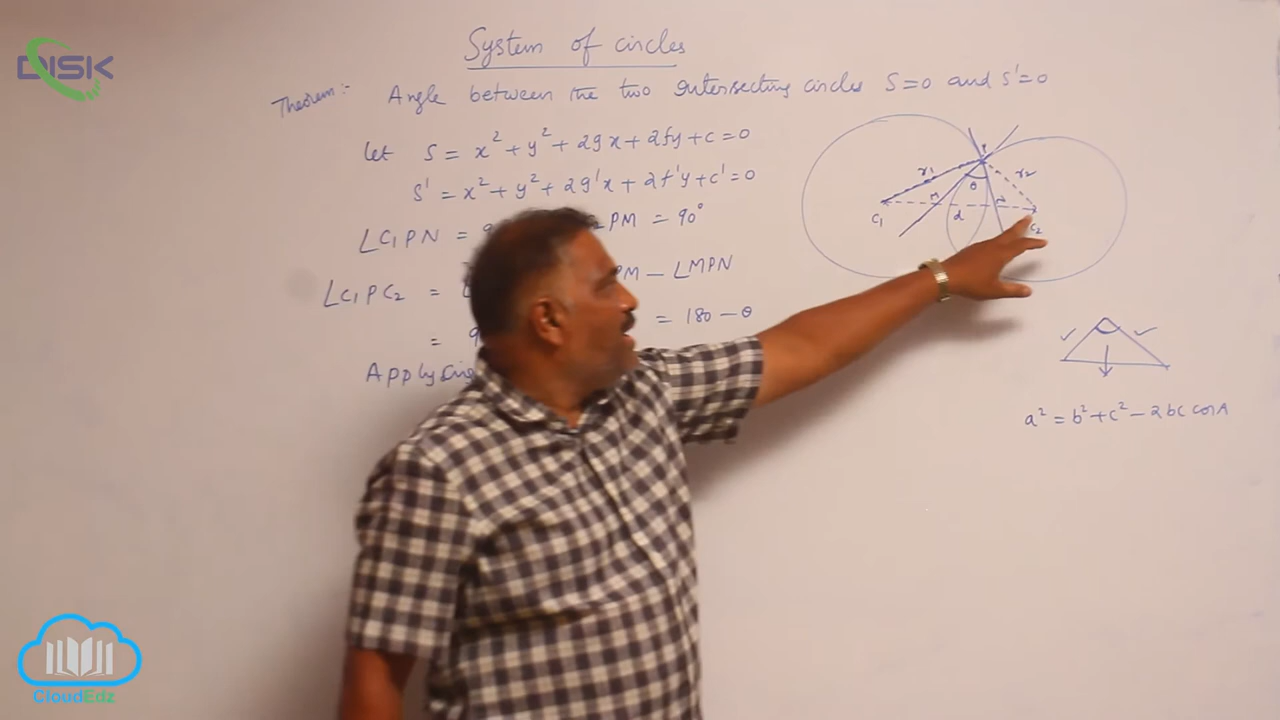 DISK
System of circles
Theorem:- Angle between the two intersecting circles S=0 and S'=0
let S = x² + y² + 2gx + 2fy + c = 0
S' = x² + y² + 2g'x + 2f'y + c' = 0
∠C₁PN = 9 PM = 90°
∠C₁PC₂ = PM − ∠MPN
= 9 = 180 − θ
Applying
P
r₁ r₂
θ
M N
C₁ d C₂
a² = b² + c² − 2bc cos A
CloudEdz